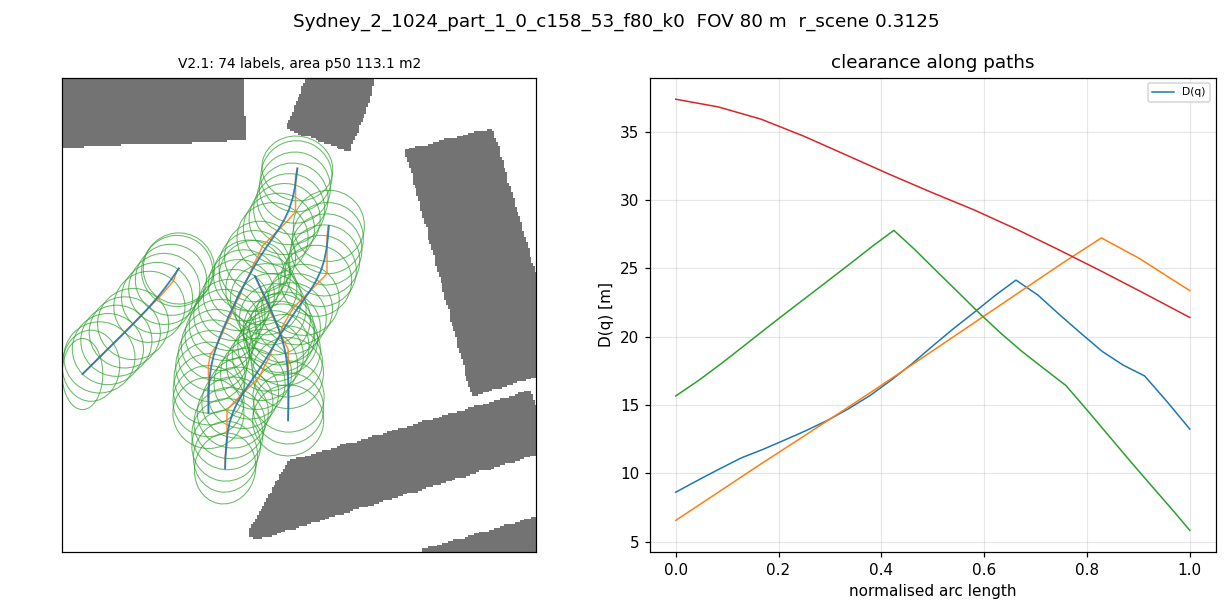 Sydney_2_1024_part_1_0_c158_53_f80_k0 FOV 80 m r_scene 0.3125
V2.1: 74 labels, area p50 113.1 m2
clearance along paths
D(q)
D(q) [m]
35
30
25
20
15
10
5
0.0 0.2 0.4 0.6 0.8 1.0
normalised arc length